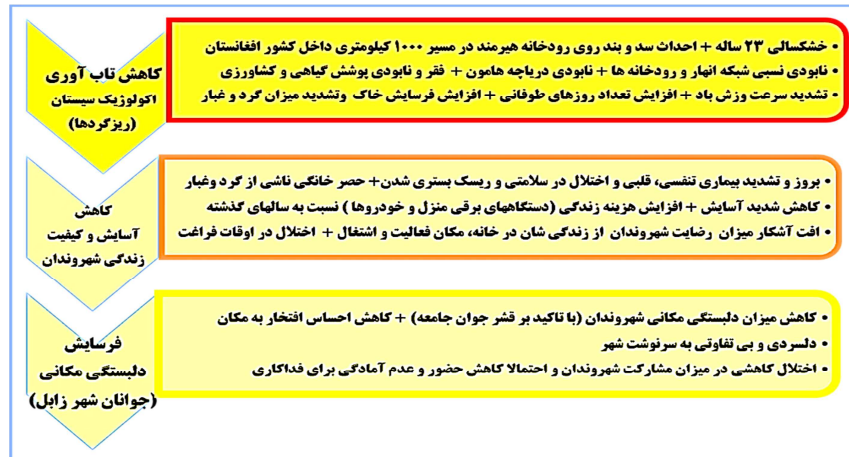 کاهش تاب آوری
اکولوژیک سیستان
(ریزگردها)
• خشکسالی ۲۳ ساله + احداث سد و بند روی رودخانه هیرمند در مسیر ۱۰۰۰ کیلومتری داخل کشور افغانستان
• نابودی نسبی شبکه انهار و رودخانه ها + نابودی دریاچه هامون + فقر و نابودی پوشش گیاهی و کشاورزی
• تشدید سرعت وزش باد + افزایش تعداد روزهای طوفانی + افزایش فرسایش خاک وتشدید میزان گرد و غبار
کاهش
آسایش و کیفیت
زندگی شهروندان
• بروز و تشدید بیماری تنفسی، قلبی و اختلال در سلامتی و ریسک بستری شدن+ حصر خانگی ناشی از گرد وغبار
• کاهش شدید آسایش + افزایش هزینه زندگی (دستگاههای برقی منزل و خودروها ) نسبت به سالهای گذشته
• افت آشکار میزان رضایت شهروندان از زندگی شان در خانه، مکان فعالیت و اشتغال + اختلال در اوقات فراغت
فرسایش
دلبستگی مکانی
(جوانان شهر زابل)
• کاهش میزان دلبستگی مکانی شهروندان (با تاکید بر قشر جوان جامعه) + کاهش احساس افتخار به مکان
• دلسردی و بی تفاوتی به سرنوشت شهر
• اختلال کاهشی در میزان مشارکت شهروندان و احتمالا کاهش حضور و عدم آمادگی برای فداکاری